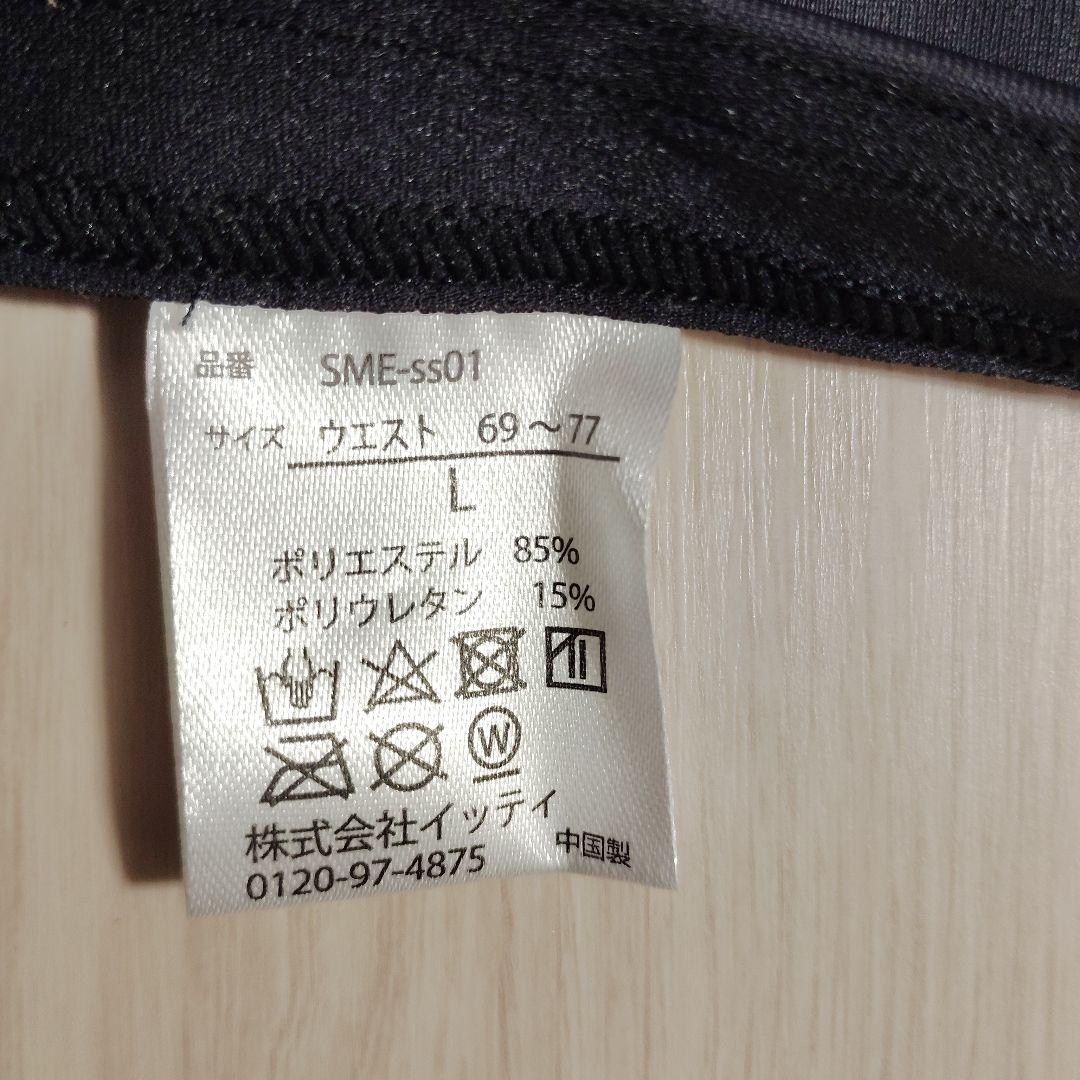 品番 SME-ss01
サイズ ウエスト 69～77
L
ポリエステル 85%
ポリウレタン 15%
W
株式会社イッティ
0120-97-4875 中国製